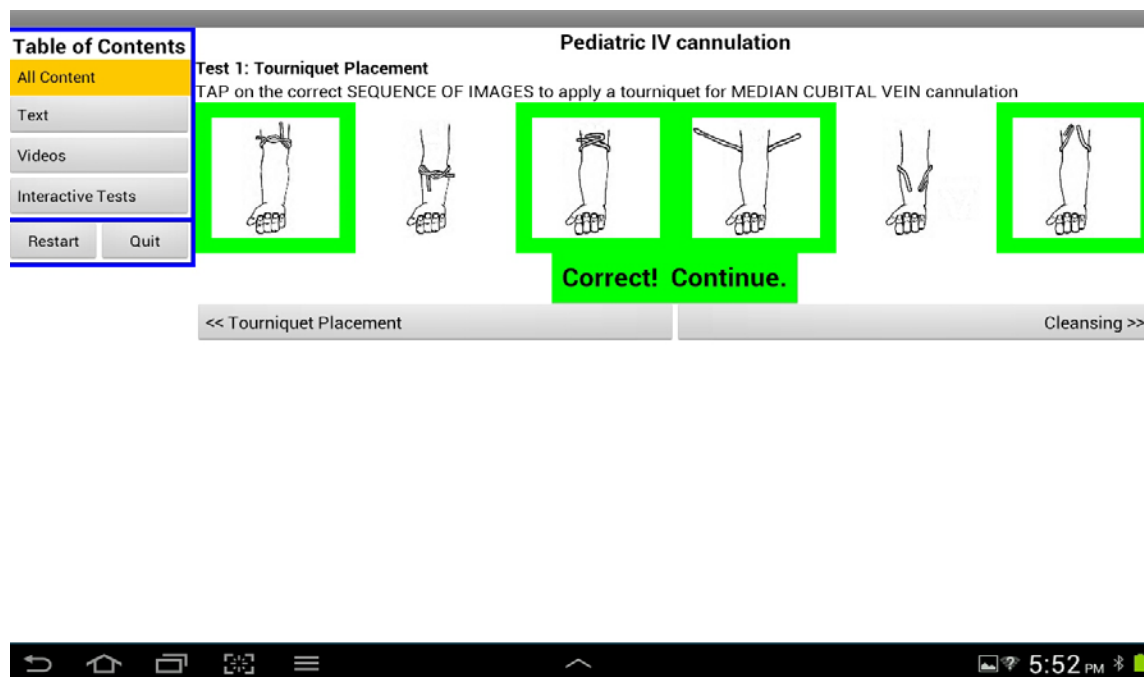 Table of Contents
All Content
Text
Videos
Interactive Tests
Restart Quit
Pediatric IV cannulation
Test 1: Tourniquet Placement
TAP on the correct SEQUENCE OF IMAGES to apply a tourniquet for MEDIAN CUBITAL VEIN cannulation
Correct! Continue.
<< Tourniquet Placement Cleansing >>
5:52 PM